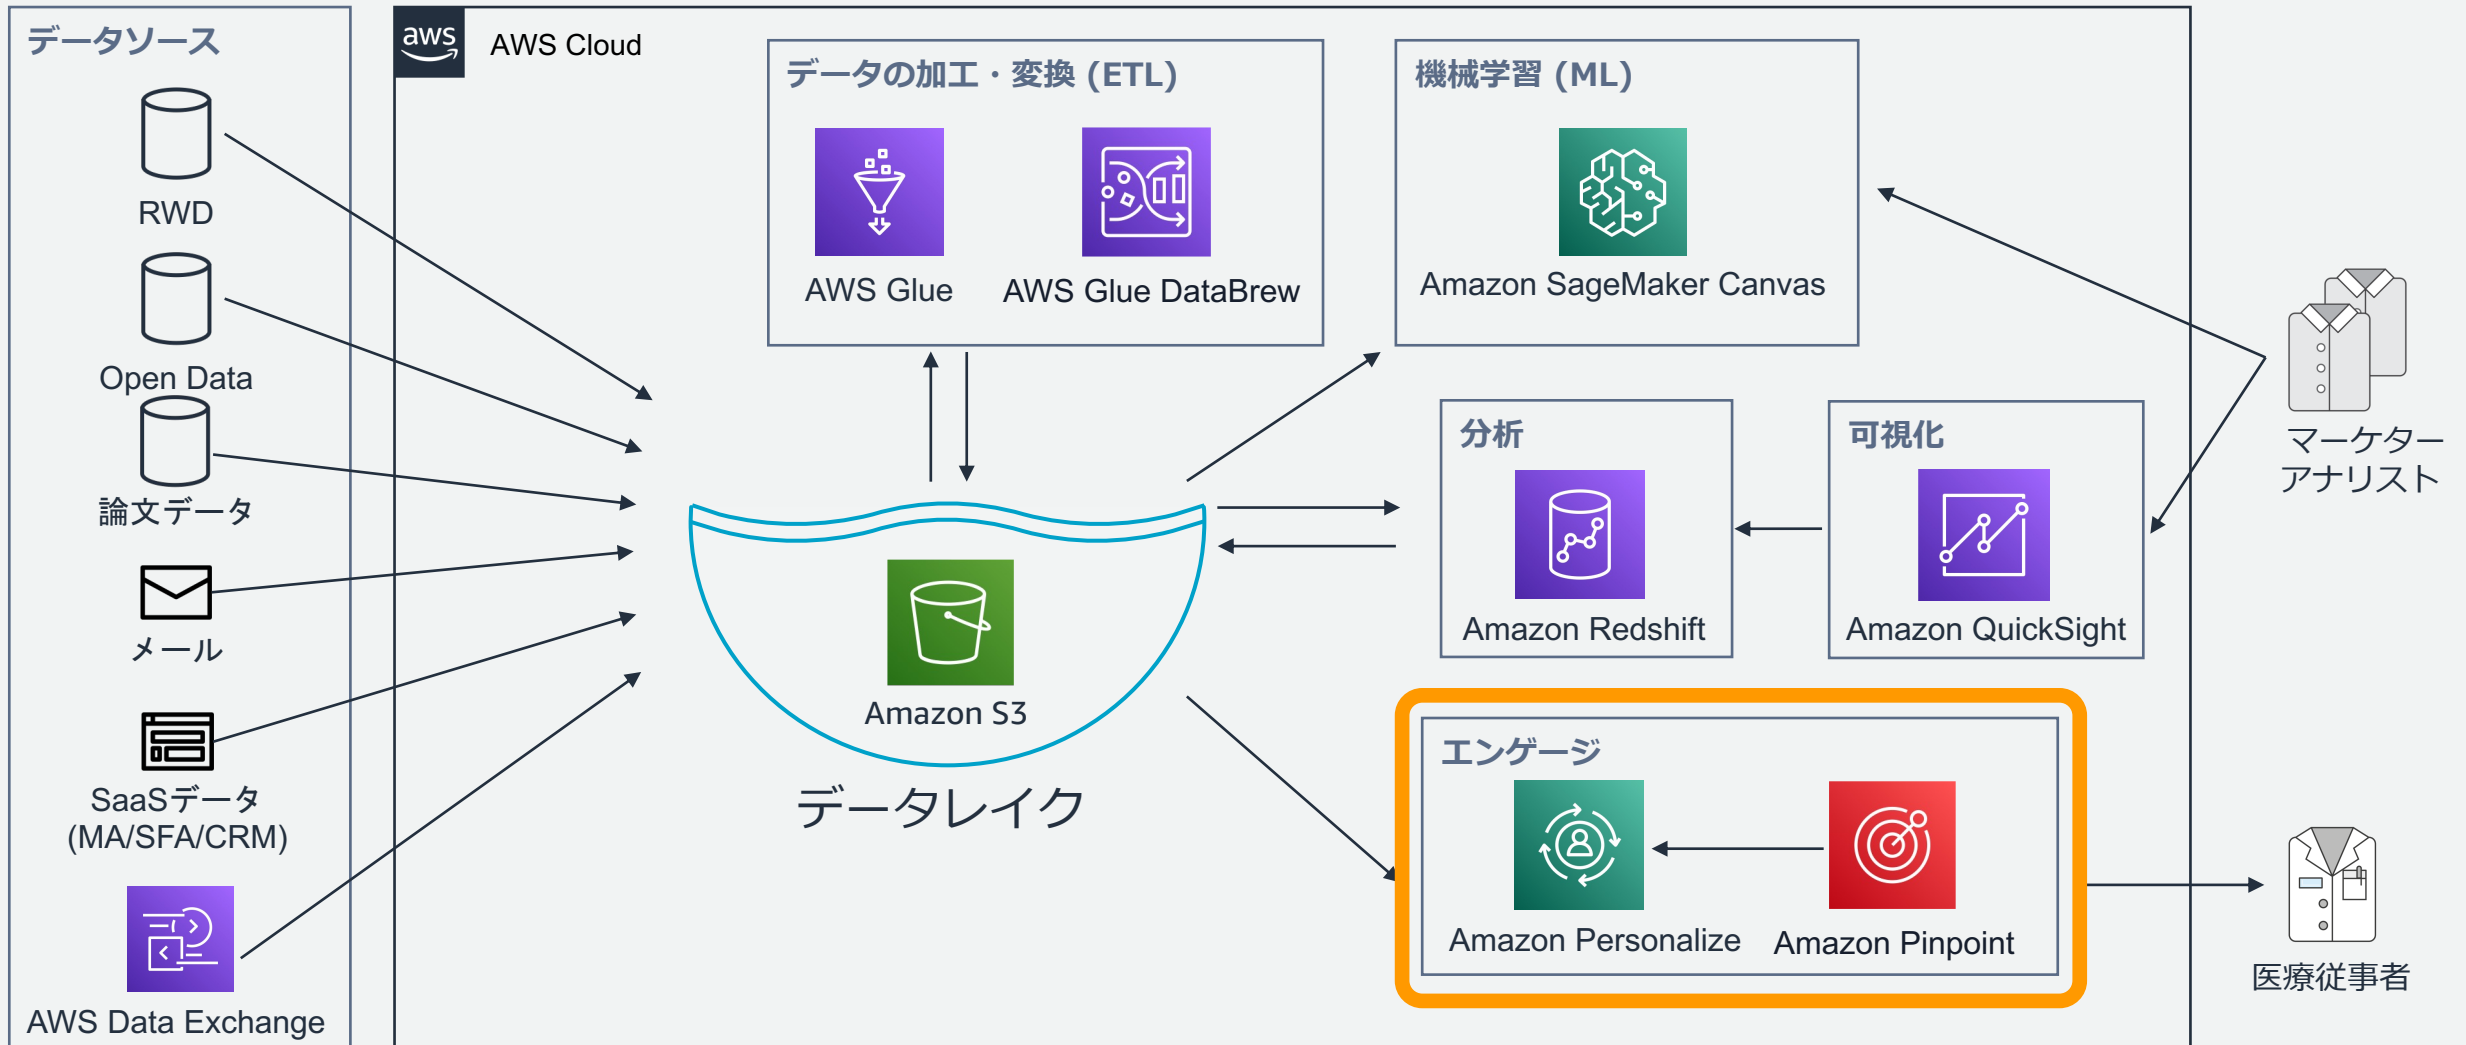 データソース
RWD
Open Data
論文データ
メール
SaaSデータ
(MA/SFA/CRM)
AWS Data Exchange
aws
AWS Cloud
データの加工・変換 (ETL)
AWS Glue
AWS Glue DataBrew
機械学習 (ML)
Amazon SageMaker Canvas
Amazon S3
データレイク
分析
Amazon Redshift
可視化
Amazon QuickSight
エンゲージ
Amazon Personalize
Amazon Pinpoint
マーケター
アナリスト
医療従事者